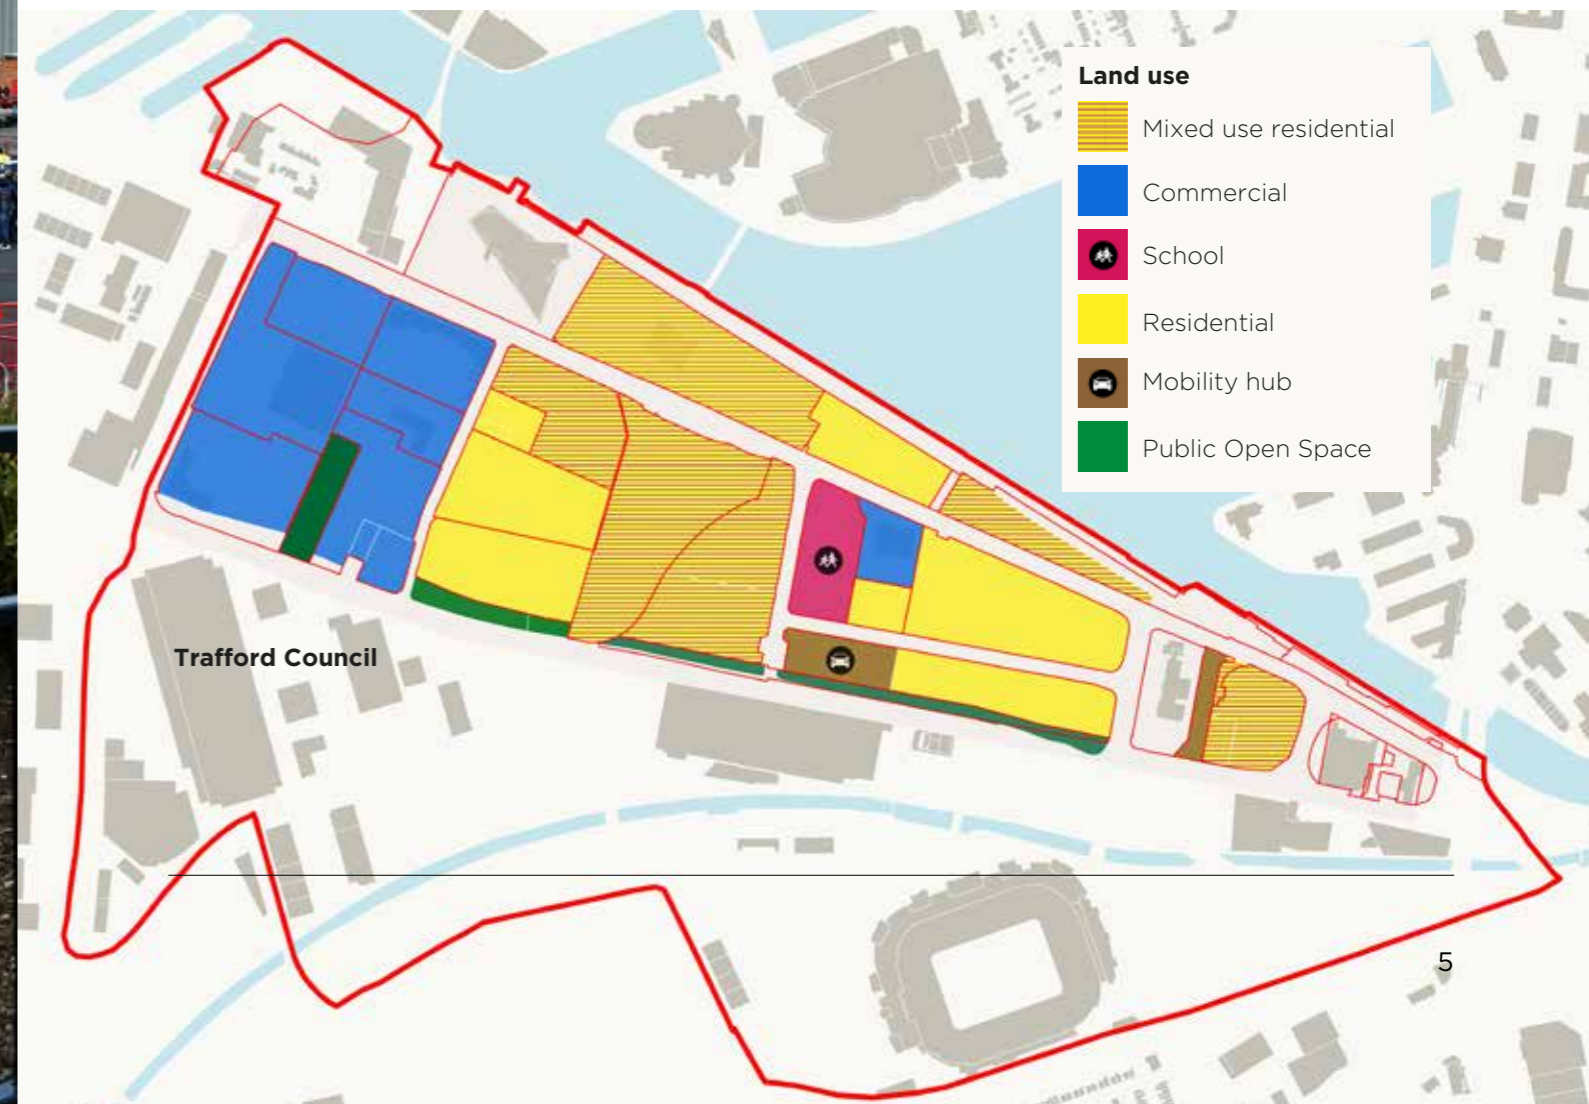 Land use
Mixed use residential
Commercial
School
Residential
Mobility hub
Public Open Space
Trafford Council
5